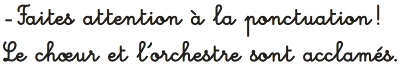 -Faites attention à la ponctuation!
Le chœur et l'orchestre sont acclamés.